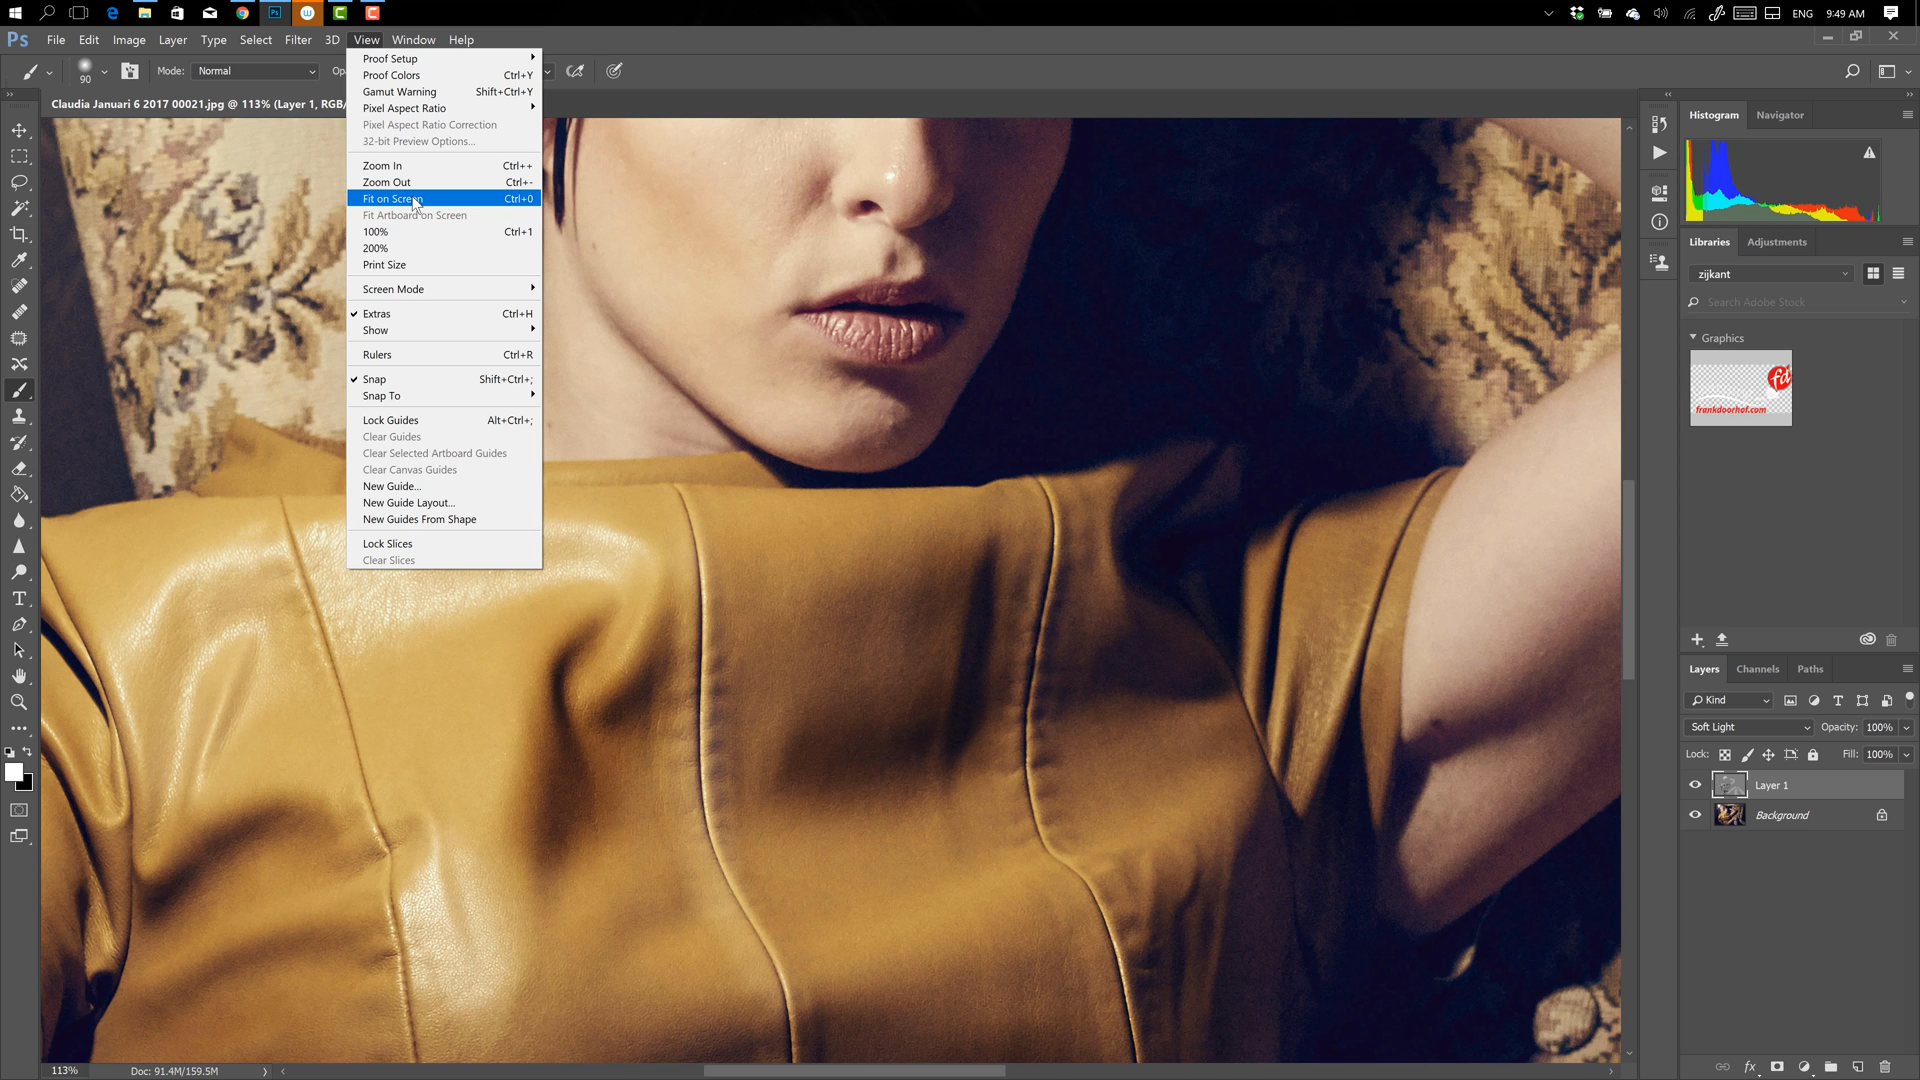 ENG 9:49 AM
Ps File Edit Image Layer Type Select Filter 3D View Window Help
90 Mode: Normal Opa
Claudia Januari 6 2017 00021.jpg @ 113% (Layer 1, RGB/
Proof Setup
Proof Colors Ctrl+Y
Gamut Warning Shift+Ctrl+Y
Pixel Aspect Ratio
Pixel Aspect Ratio Correction
32-bit Preview Options...
Zoom In Ctrl++
Zoom Out Ctrl+-
Fit on Screen Ctrl+0
Fit Artboard on Screen
100% Ctrl+1
200%
Print Size
Screen Mode
Extras Ctrl+H
Show
Rulers Ctrl+R
Snap Shift+Ctrl+;
Snap To
Lock Guides Alt+Ctrl+;
Clear Guides
Clear Selected Artboard Guides
Clear Canvas Guides
New Guide...
New Guide Layout...
New Guides From Shape
Lock Slices
Clear Slices
Histogram Navigator
Libraries Adjustments
zijkant
Search Adobe Stock
Graphics
fd
frankdoorhof.com
Layers Channels Paths
Kind
Soft Light Opacity: 100%
Lock: Fill: 100%
Layer 1
Background
113% Doc: 91.4M/159.5M